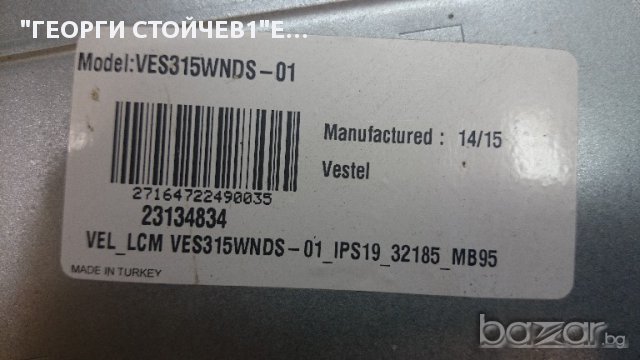 "ГЕОРГИ СТОЙЧЕВ1"Е...
Model:VES315WNDS-01
Manufactured : 14/15
Vestel
27164722490035
23134834
VEL_LCM VES315WNDS-01_IPS19_32185_MB95
MADE IN TURKEY
bazar.bg